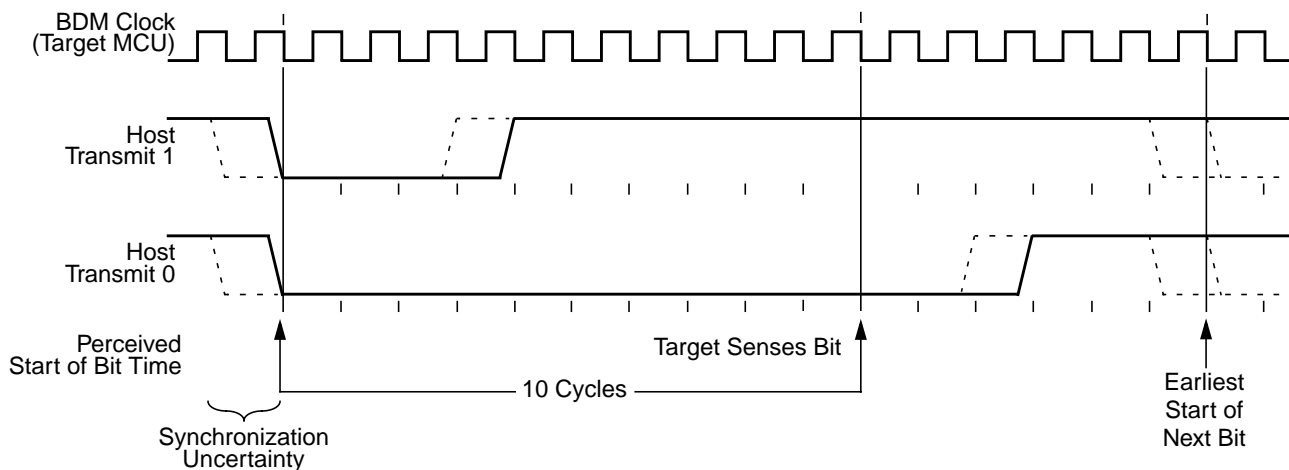 BDM Clock
(Target MCU)
Host
Transmit 1
Host
Transmit 0
Perceived
Start of Bit Time
Target Senses Bit
10 Cycles
Earliest
Start of
Next Bit
Synchronization
Uncertainty